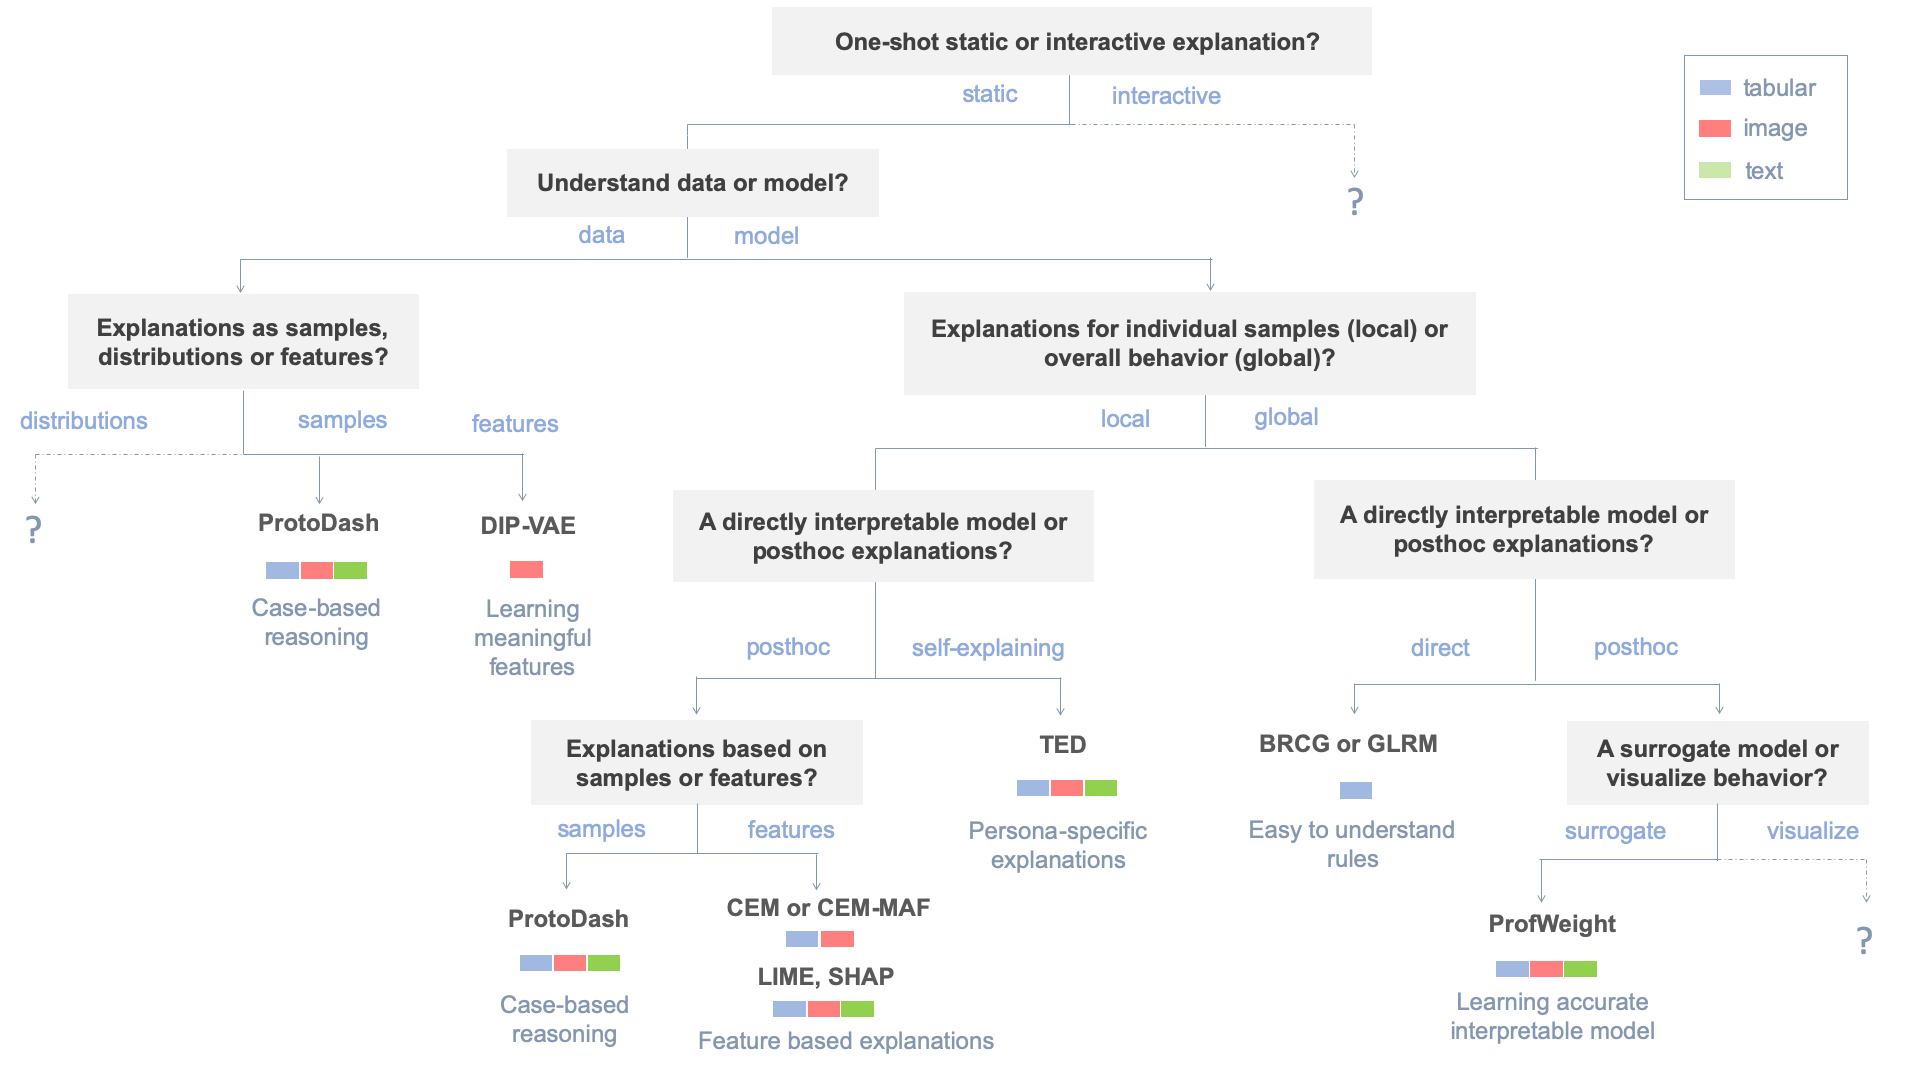 One-shot static or interactive explanation?
static
interactive
tabular
image
text
Understand data or model?
?
data
model
Explanations as samples,
distributions or features?
Explanations for individual samples (local) or
overall behavior (global)?
distributions
samples
features
local
global
?
ProtoDash
Case-based
reasoning
DIP-VAE
Learning
meaningful
features
A directly interpretable model or
posthoc explanations?
A directly interpretable model or
posthoc explanations?
posthoc
self-explaining
direct
posthoc
Explanations based on
samples or features?
TED
Persona-specific
explanations
BRCG or GLRM
Easy to understand
rules
A surrogate model or
visualize behavior?
samples
features
surrogate
visualize
ProtoDash
Case-based
reasoning
CEM or CEM-MAF
LIME, SHAP
Feature based explanations
ProfWeight
Learning accurate
interpretable model
?